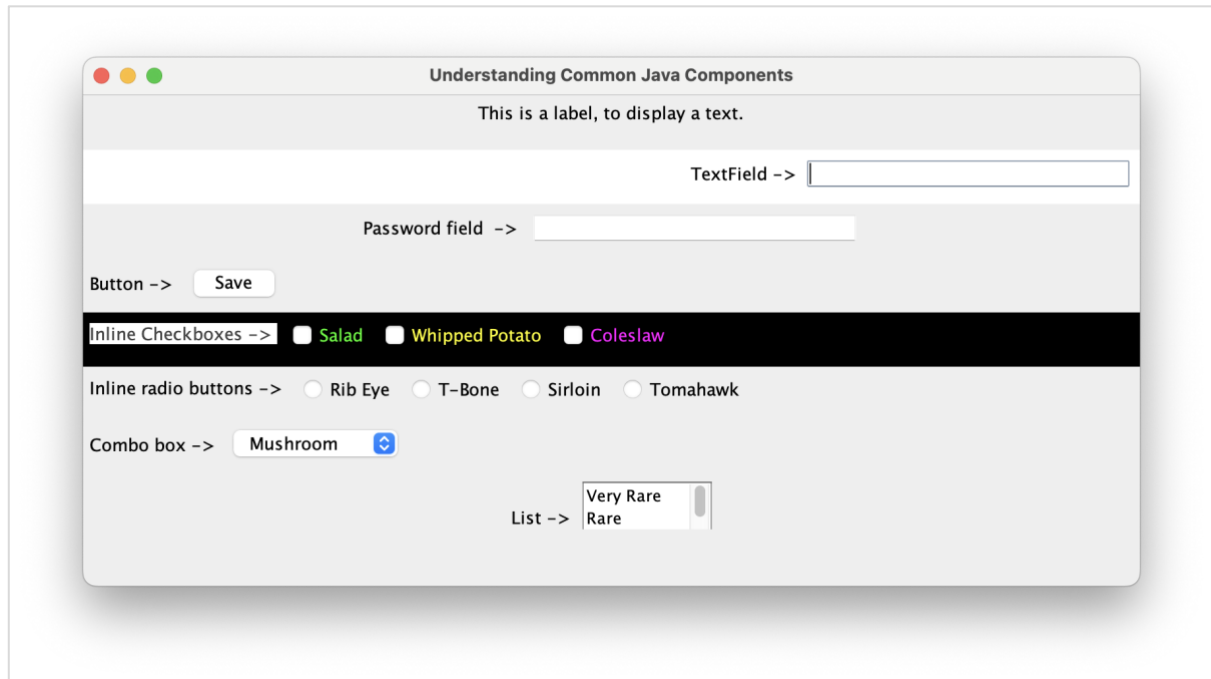 Understanding Common Java Components
This is a label, to display a text.
TextField ->
Password field ->
Button -> Save
Inline Checkboxes -> Salad Whipped Potato Coleslaw
Inline radio buttons -> Rib Eye T-Bone Sirloin Tomahawk
Combo box -> Mushroom
Very Rare
List -> Rare